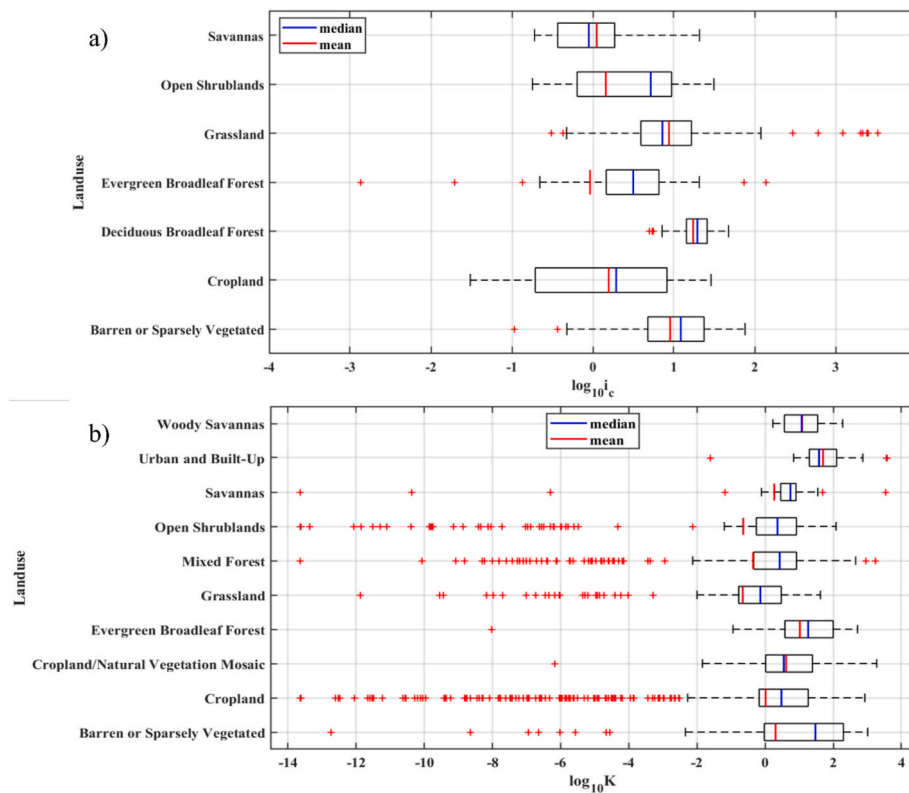 a)
median
mean
Savannas
Open Shrublands
Grassland
Evergreen Broadleaf Forest
Deciduous Broadleaf Forest
Cropland
Barren or Sparsely Vegetated
Landuse
-4 -3 -2 -1 0 1 2 3
log10ic
b)
median
mean
Woody Savannas
Urban and Built-Up
Savannas
Open Shrublands
Mixed Forest
Grassland
Evergreen Broadleaf Forest
Cropland/Natural Vegetation Mosaic
Cropland
Barren or Sparsely Vegetated
Landuse
-14 -12 -10 -8 -6 -4 -2 0 2 4
log10K